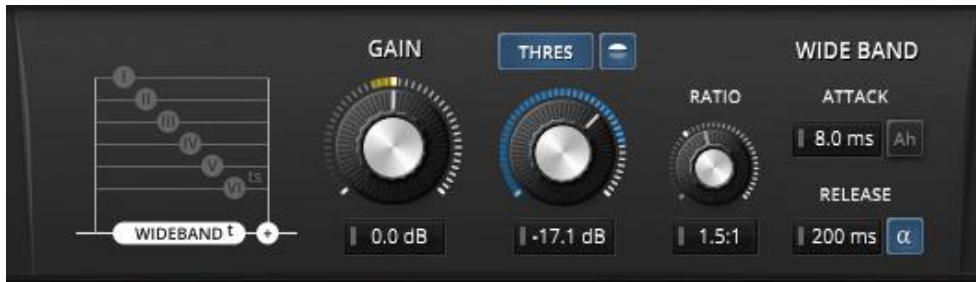 GAIN
THRES
WIDE BAND
RATIO
ATTACK
8.0 ms
Ah
I
II
III
IV
V
VI
ts
RELEASE
WIDEBAND t +
0.0 dB
-17.1 dB
1.5:1
200 ms
α